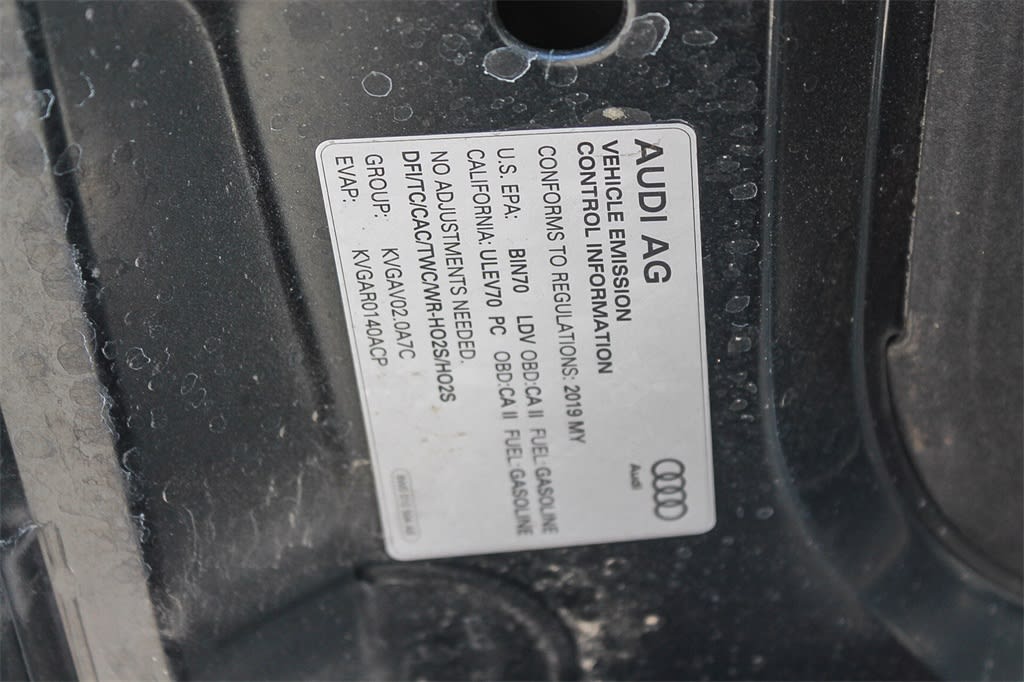 AUDI AG
VEHICLE EMISSION
CONTROL INFORMATION
Audi
CONFORMS TO REGULATIONS: 2019 MY
U.S. EPA: BIN70 LDV OBD:CA II FUEL:GASOLINE
CALIFORNIA: ULEV70 PC OBD:CA II FUEL:GASOLINE
NO ADJUSTMENTS NEEDED.
DFI/TC/CAC/TWC/WR-HO2S/HO2S
GROUP: KVGAV02.0A7C
EVAP: KVGAR0140ACP